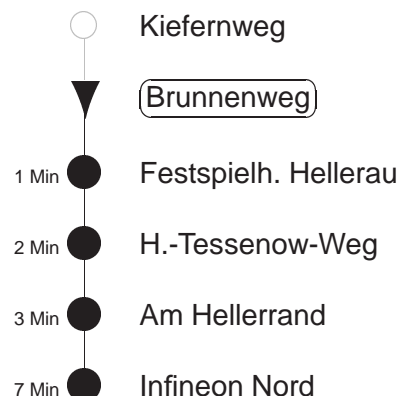 Kiefernweg
Brunnenweg
1 Min Festspielh. Hellerau
2 Min H.-Tessenow-Weg
3 Min Am Hellerrand
7 Min Infineon Nord